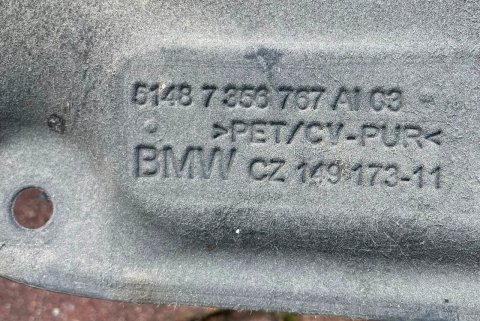 5148 7 356 767 AI 03
>PET/CV-PUR<
BMW CZ 149 173-11